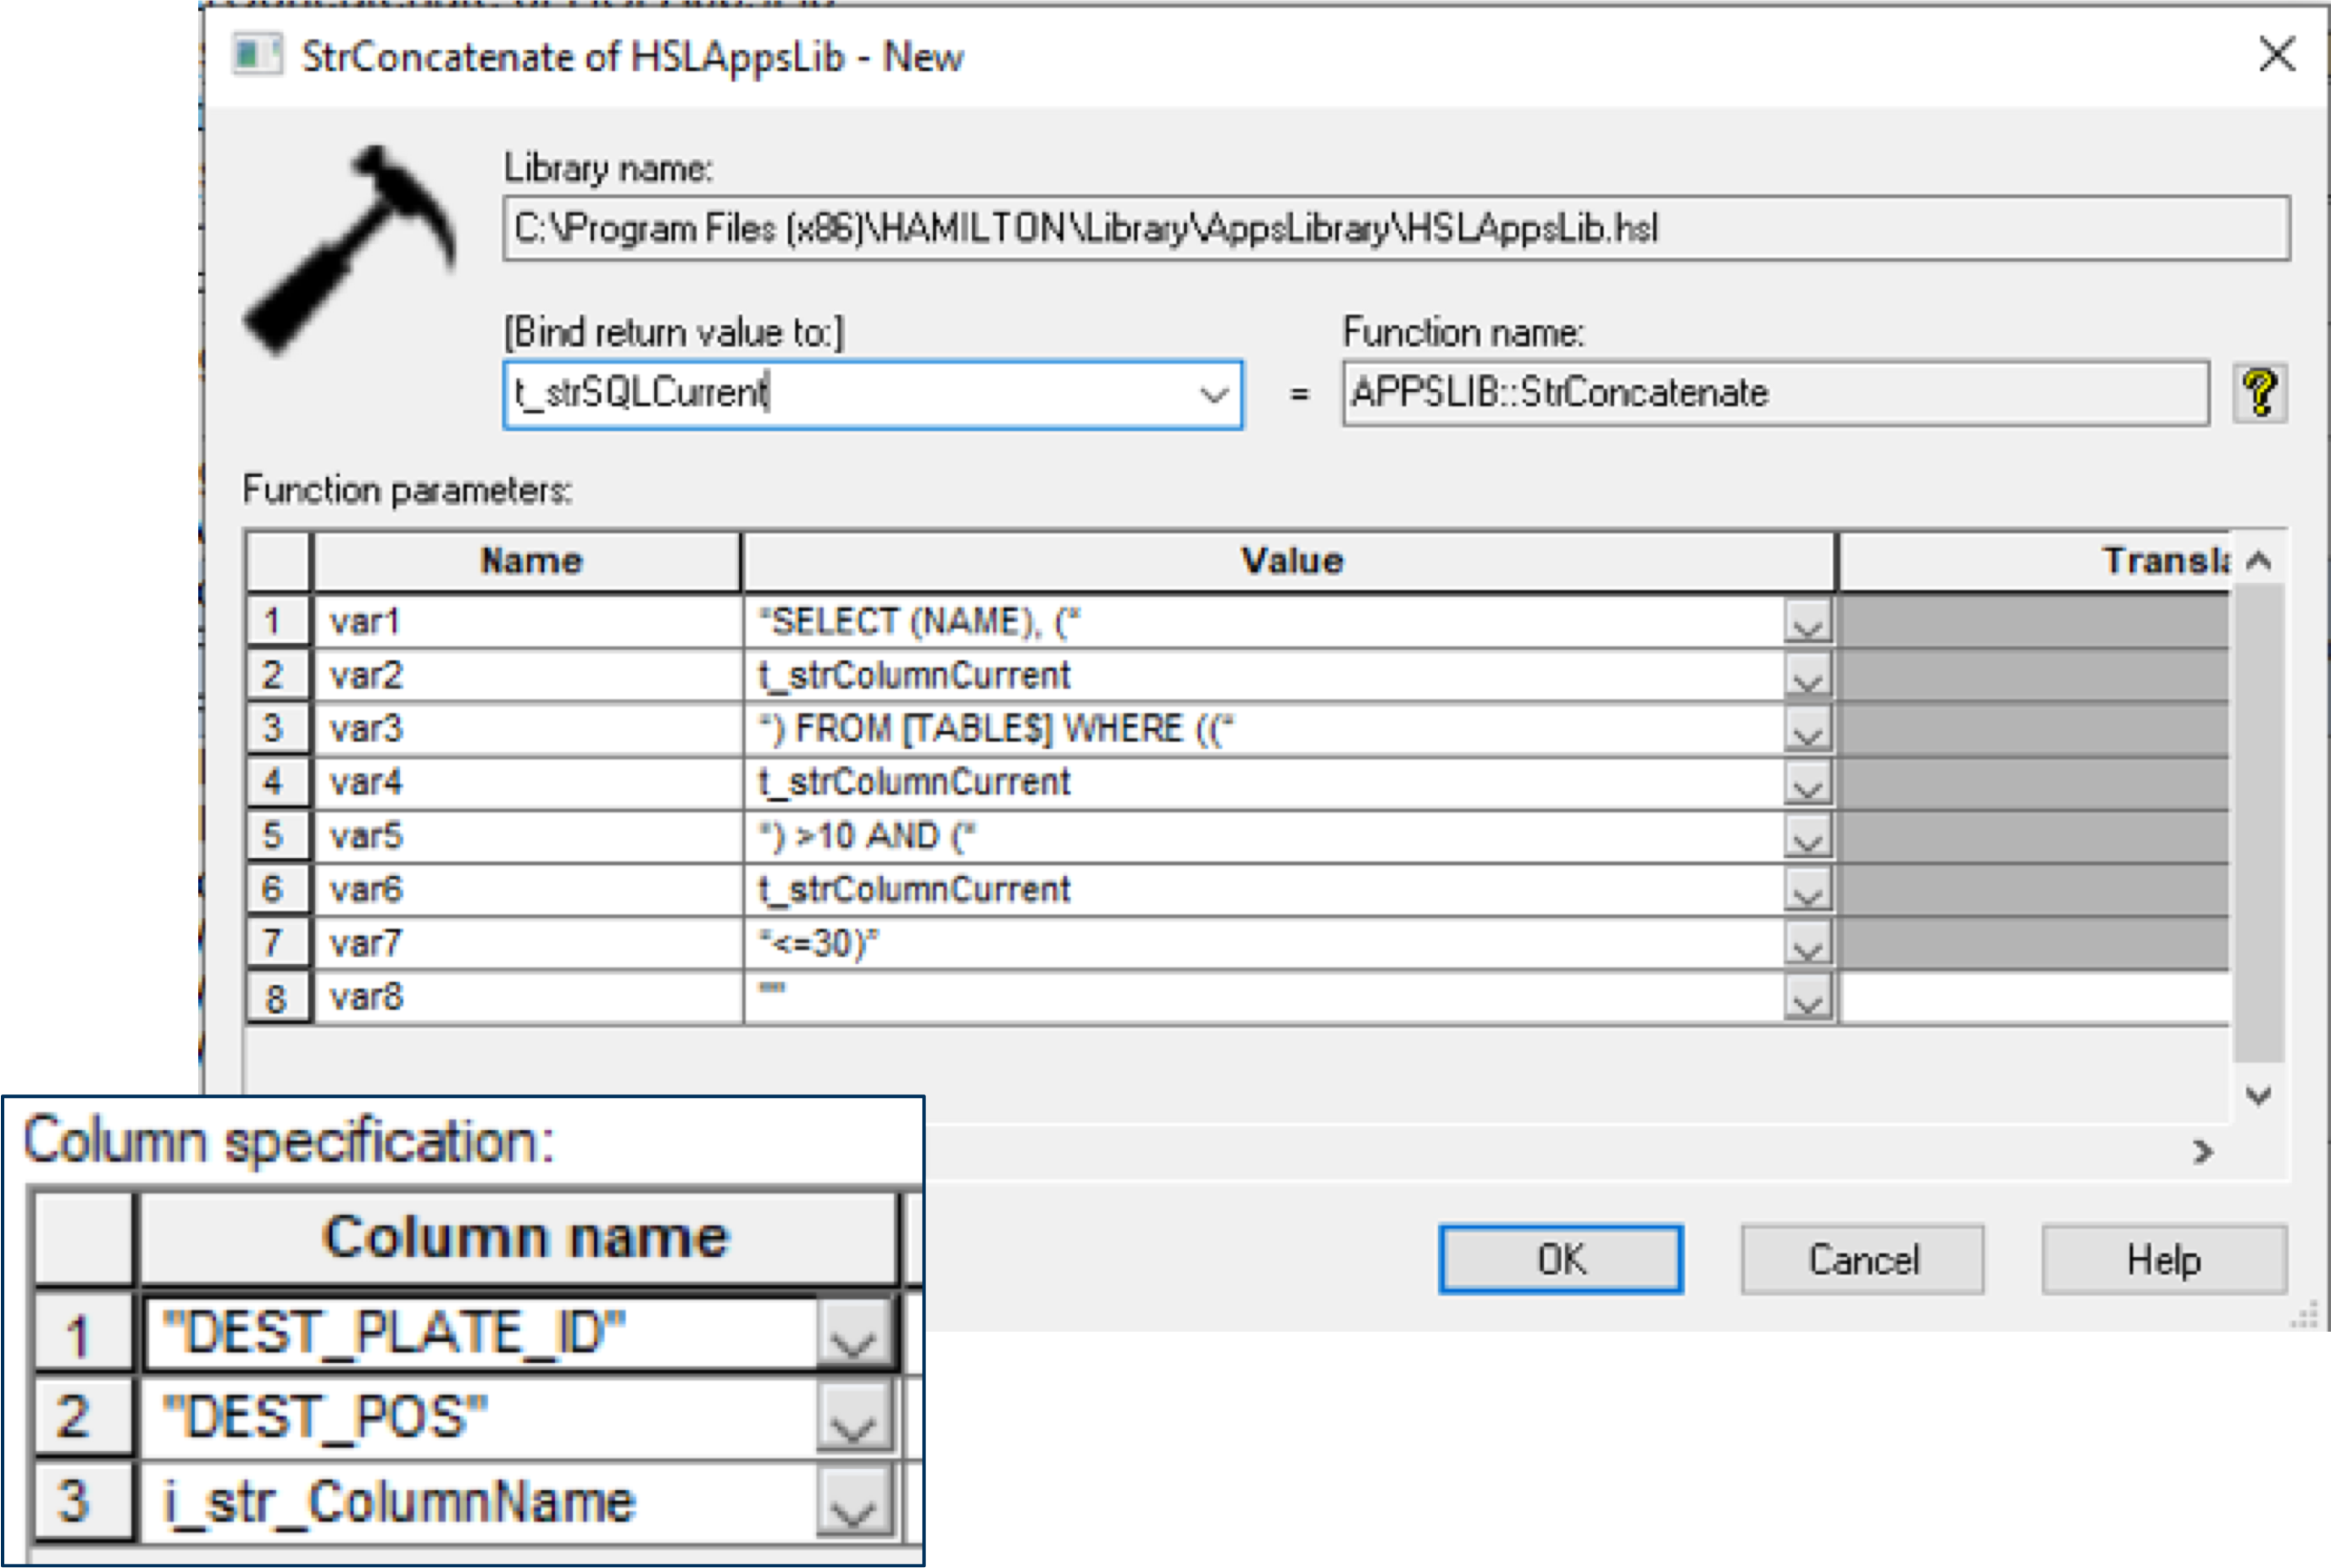 StrConcatenate of HSLAppsLib - New
Library name:
C:\Program Files (x86)\HAMILTON\Library\AppsLibrary\HSLAppsLib.hsl
[Bind return value to:] Function name:
t_strSQLCurrent = APPSLIB::StrConcatenate
Function parameters:
Name Value Transla
1 var1 "SELECT (NAME), ("
2 var2 t_strColumnCurrent
3 var3 ") FROM [TABLE$] WHERE (("
4 var4 t_strColumnCurrent
5 var5 ") >10 AND ("
6 var6 t_strColumnCurrent
7 var7 "<=30)"
8 var8 ""
OK Cancel Help
Column specification:
Column name
1 "DEST_PLATE_ID"
2 "DEST_POS"
3 i_str_ColumnName